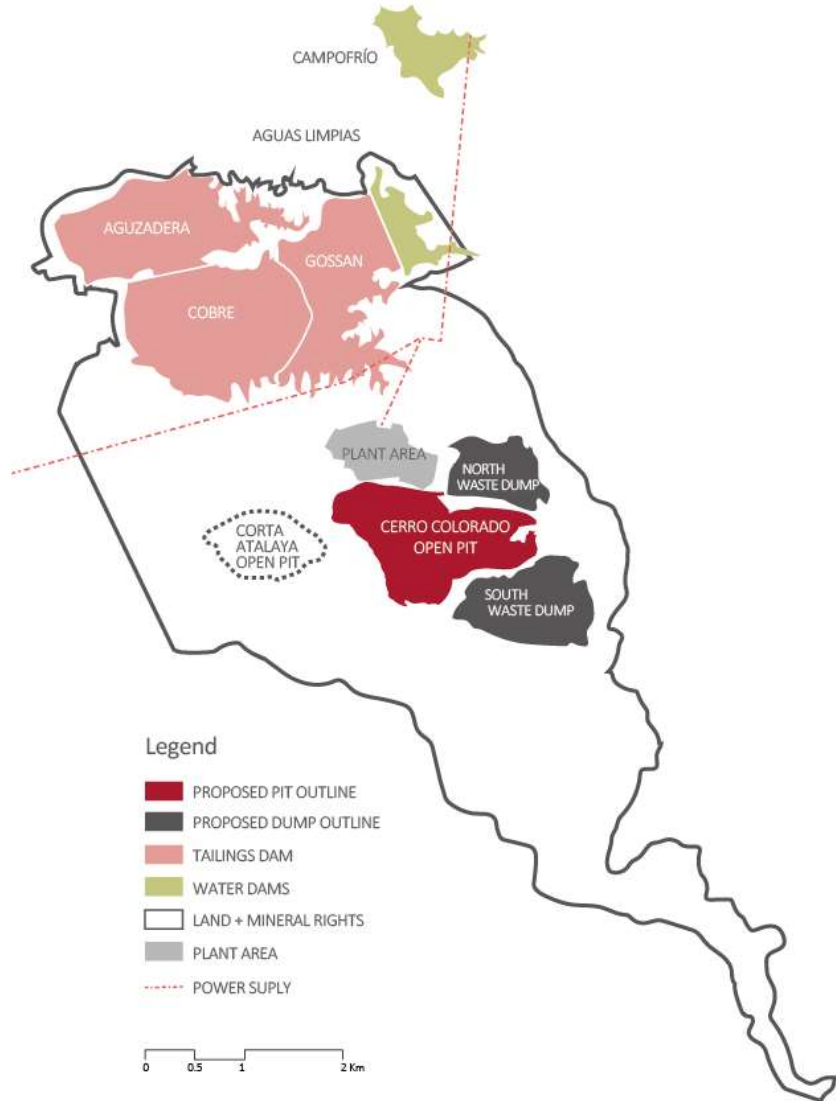 CAMPOFRÍO
AGUAS LIMPIAS
AGUZADERA
GOSSAN
COBRE
PLANT AREA
NORTH
WASTE DUMP
CERRO COLORADO
OPEN PIT
CORTA
ATALAYA
OPEN PIT
SOUTH
WASTE DUMP
Legend
PROPOSED PIT OUTLINE
PROPOSED DUMP OUTLINE
TAILINGS DAM
WATER DAMS
LAND + MINERAL RIGHTS
PLANT AREA
POWER SUPLY
0 0.5 1 2 Km